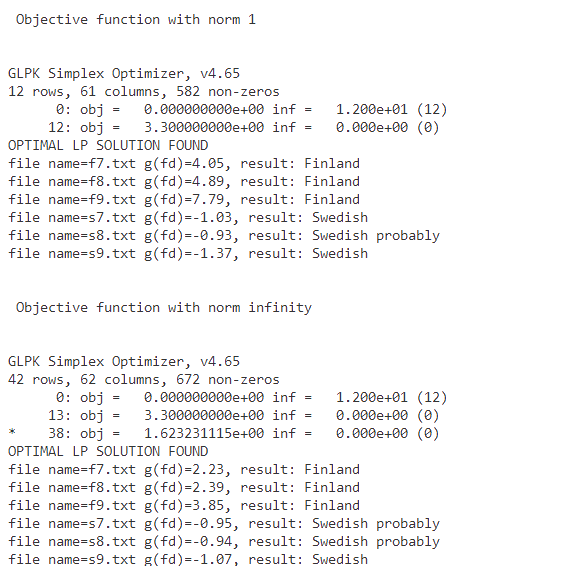 Objective function with norm 1
GLPK Simplex Optimizer, v4.65
12 rows, 61 columns, 582 non-zeros
0: obj = 0.000000000e+00 inf = 1.200e+01 (12)
12: obj = 3.300000000e+00 inf = 0.000e+00 (0)
OPTIMAL LP SOLUTION FOUND
file name=f7.txt g(fd)=4.05, result: Finland
file name=f8.txt g(fd)=4.89, result: Finland
file name=f9.txt g(fd)=7.79, result: Finland
file name=s7.txt g(fd)=-1.03, result: Swedish
file name=s8.txt g(fd)=-0.93, result: Swedish probably
file name=s9.txt g(fd)=-1.37, result: Swedish
Objective function with norm infinity
GLPK Simplex Optimizer, v4.65
42 rows, 62 columns, 672 non-zeros
0: obj = 0.000000000e+00 inf = 1.200e+01 (12)
13: obj = 3.300000000e+00 inf = 0.000e+00 (0)
* 38: obj = 1.623231115e+00 inf = 0.000e+00 (0)
OPTIMAL LP SOLUTION FOUND
file name=f7.txt g(fd)=2.23, result: Finland
file name=f8.txt g(fd)=2.39, result: Finland
file name=f9.txt g(fd)=3.85, result: Finland
file name=s7.txt g(fd)=-0.95, result: Swedish probably
file name=s8.txt g(fd)=-0.94, result: Swedish probably
file name=s9.txt g(fd)=-1.07, result: Swedish